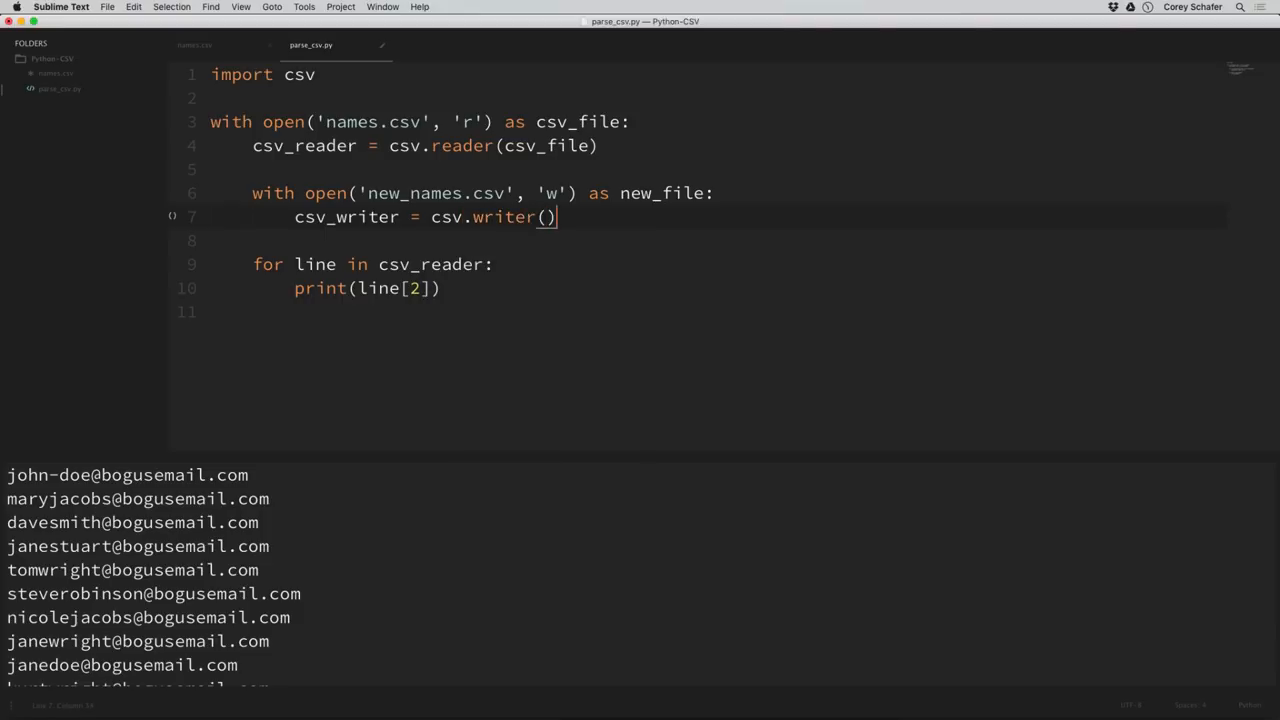 Sublime Text File Edit Selection Find View Goto Tools Project Window Help Corey Schafer
parse_csv.py — Python-CSV
FOLDERS
Python-CSV
names.csv
parse_csv.py
names.csv parse_csv.py
1 import csv
2
3 with open('names.csv', 'r') as csv_file:
4 csv_reader = csv.reader(csv_file)
5
6 with open('new_names.csv', 'w') as new_file:
7 csv_writer = csv.writer()
8
9 for line in csv_reader:
10 print(line[2])
11
john-doe@bogusemail.com
maryjacobs@bogusemail.com
davesmith@bogusemail.com
janestuart@bogusemail.com
tomwright@bogusemail.com
steverobinson@bogusemail.com
nicolejacobs@bogusemail.com
janewright@bogusemail.com
janedoe@bogusemail.com
Line 7, Column 34 UTF-8 Spaces: 4 Python